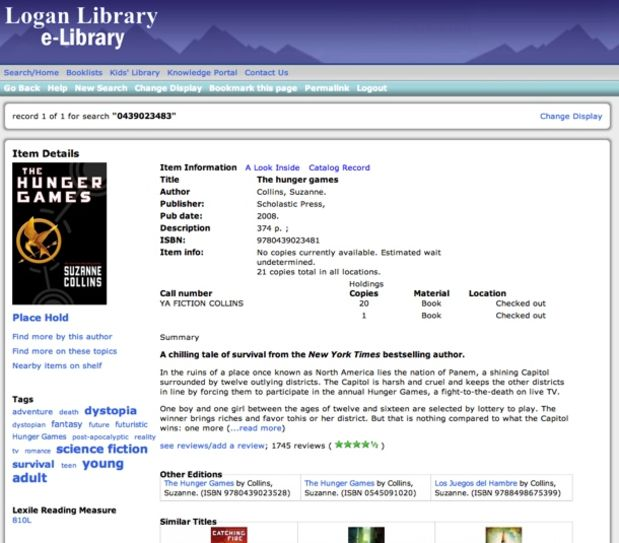 Logan Library
e-Library
Search/Home Booklists Kids' Library Knowledge Portal Contact Us
Go Back Help New Search Change Display Bookmark this page Permalink Logout
record 1 of 1 for search "0439023483"
Change Display
Item Details
THE
HUNGER
GAMES
SUZANNE
COLLINS
Place Hold
Find more by this author
Find more on these topics
Nearby items on shelf
Tags
adventure death dystopia
dystopian fantasy future futuristic
Hunger Games post-apocalyptic reality
tv romance science fiction
survival teen young
adult
Lexile Reading Measure
810L
Item Information A Look Inside Catalog Record
Title The hunger games
Author Collins, Suzanne.
Publisher: Scholastic Press,
Pub date: 2008.
Description 374 p. ;
ISBN: 9780439023481
Item info: No copies currently available. Estimated wait
undetermined.
21 copies total in all locations.
Holdings
Call number Copies Material Location
YA FICTION COLLINS 20 Book Checked out
1 Book Checked out
Summary
A chilling tale of survival from the New York Times bestselling author.
In the ruins of a place once known as North America lies the nation of Panem, a shining Capitol
surrounded by twelve outlying districts. The Capitol is harsh and cruel and keeps the other districts
in line by forcing them to participate in the annual Hunger Games, a fight-to-the-death on live TV.
One boy and one girl between the ages of twelve and sixteen are selected by lottery to play. The
winner brings riches and favor tohis or her district. But that is nothing compared to what the Capitol
wins: one more (...read more)
see reviews/add a review; 1745 reviews ( ½ )
Other Editions
The Hunger Games by Collins,
Suzanne. (ISBN 9780439023528)
The Hunger Games by Collins,
Suzanne. (ISBN 0545091020)
Los Juegos del Hambre by Collins,
Suzanne. (ISBN 9788498675399)
Similar Titles
CATCHING
FIRE